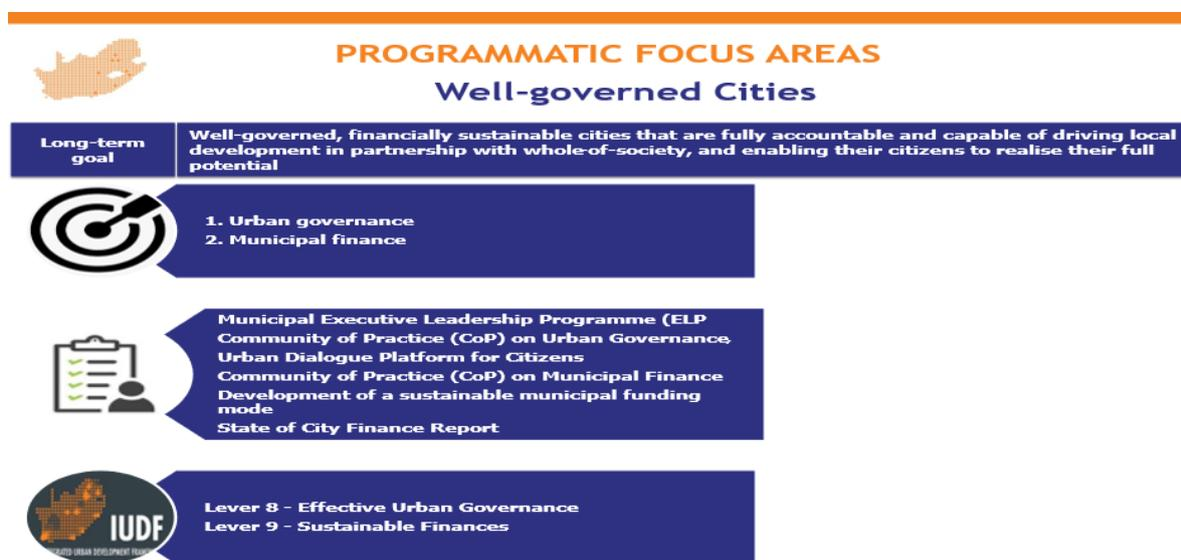 PROGRAMMATIC FOCUS AREAS
Well-governed Cities
Long-term
goal
Well-governed, financially sustainable cities that are fully accountable and capable of driving local
development in partnership with whole-of-society, and enabling their citizens to realise their full
potential
1. Urban governance
2. Municipal finance
Municipal Executive Leadership Programme (ELP
Community of Practice (CoP) on Urban Governance,
Urban Dialogue Platform for Citizens
Community of Practice (CoP) on Municipal Finance
Development of a sustainable municipal funding
mode
State of City Finance Report
Lever 8 - Effective Urban Governance
Lever 9 - Sustainable Finances
IUDF
URBAN DEVELOPMENT